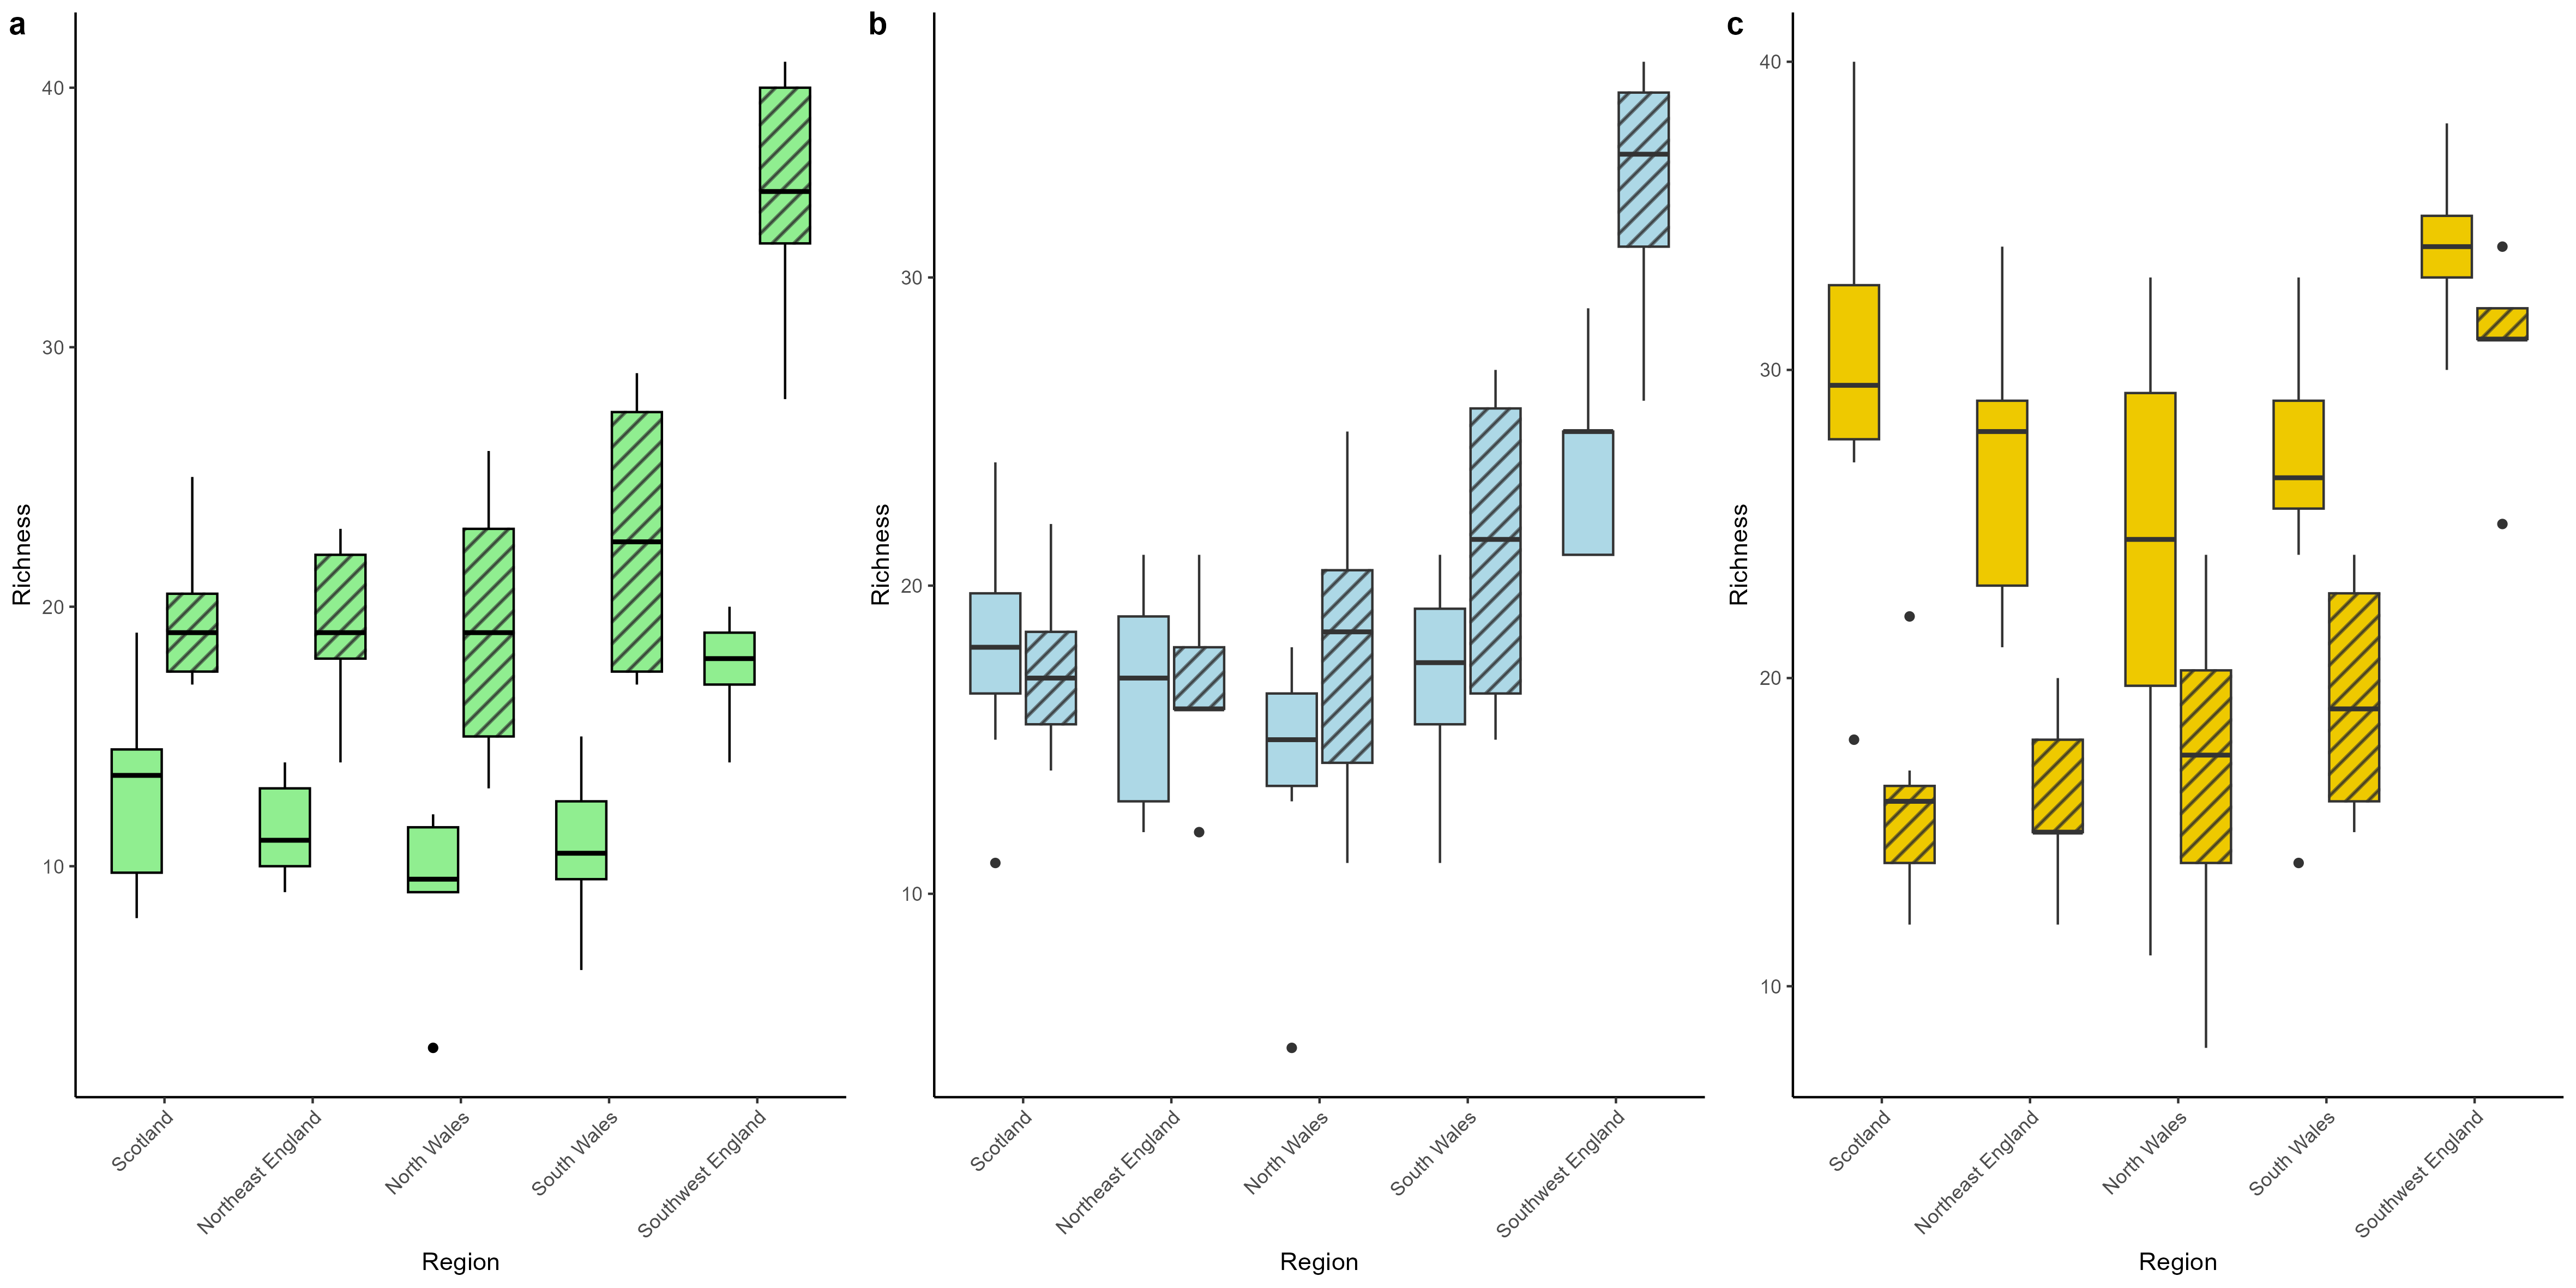 a
Richness
40
30
20
10
Scotland
Northeast England
North Wales
South Wales
Southwest England
Region
b
Richness
30
20
10
Scotland
Northeast England
North Wales
South Wales
Southwest England
Region
c
Richness
40
30
20
10
Scotland
Northeast England
North Wales
South Wales
Southwest England
Region